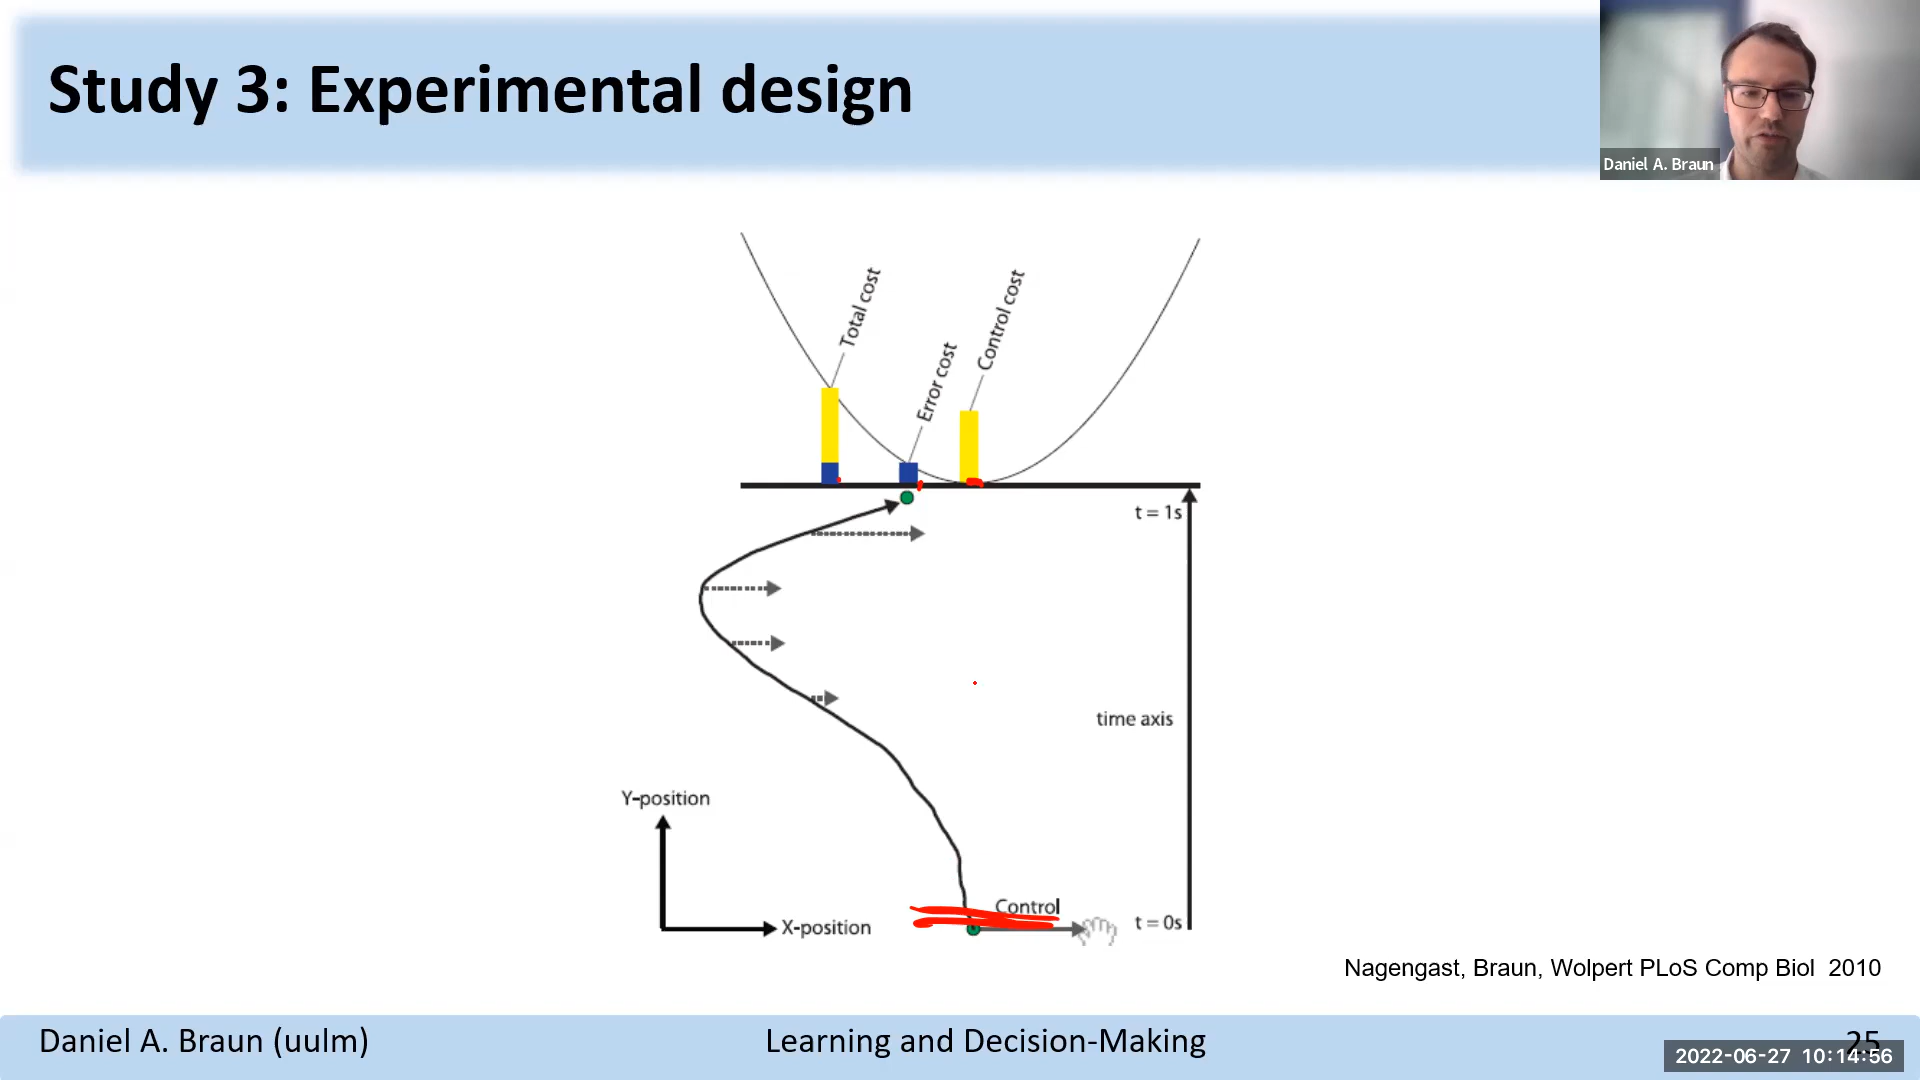 Study 3: Experimental design
Daniel A. Braun
Total cost
Error cost
Control cost
t = 1s
time axis
Y-position
X-position
Control
t = 0s
Nagengast, Braun, Wolpert PLoS Comp Biol 2010
Daniel A. Braun (uulm)
Learning and Decision-Making
25
2022-06-27 10:14:56